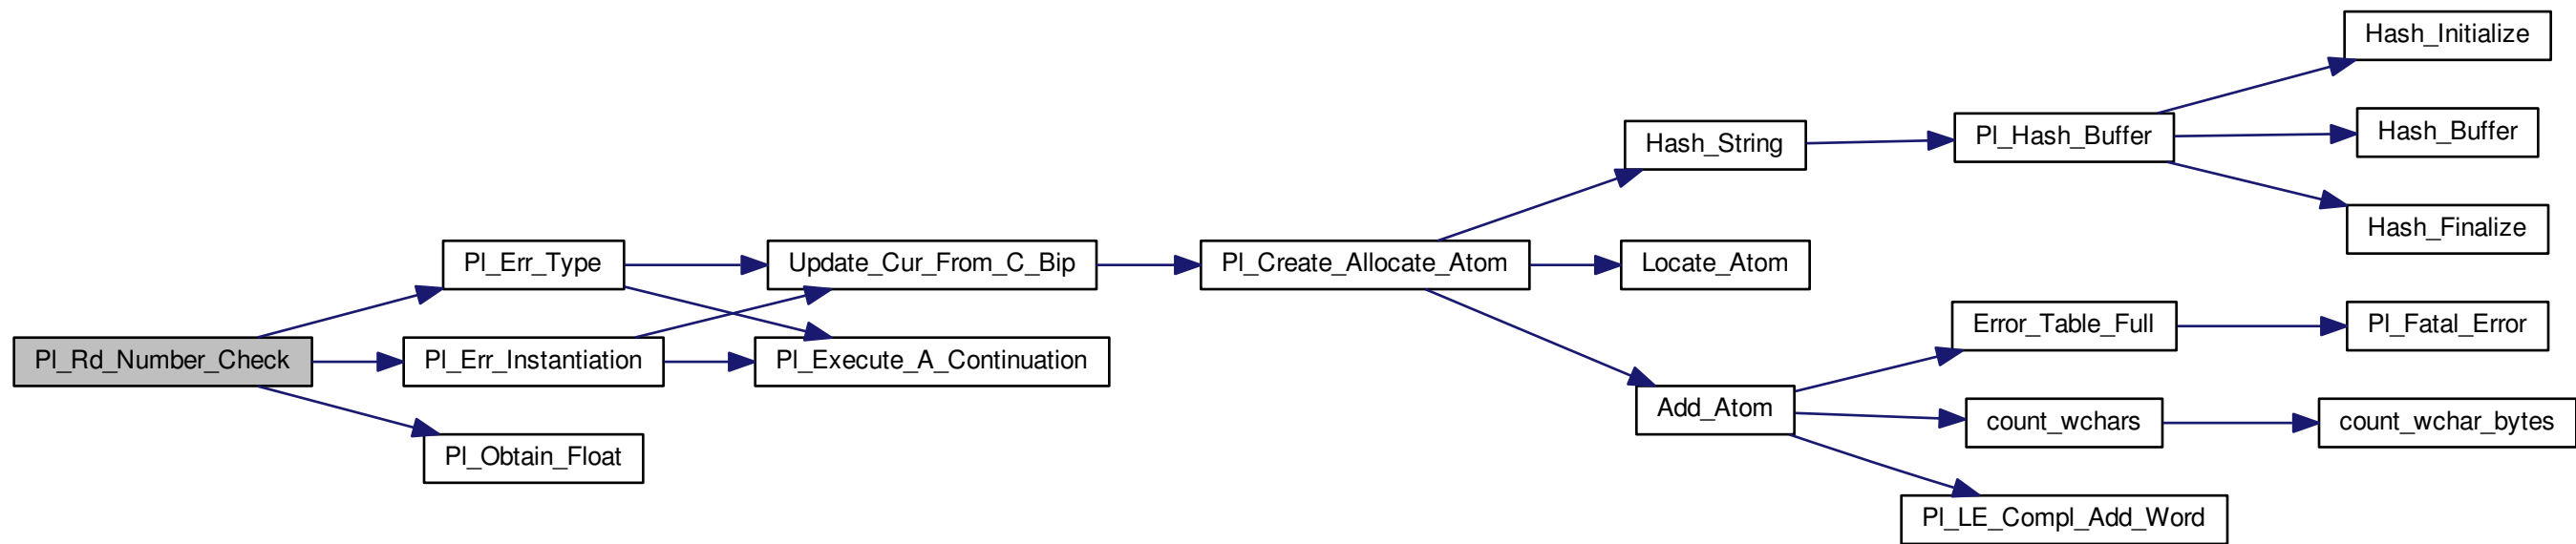 Pl_Rd_Number_Check
Pl_Err_Type
Pl_Err_Instantiation
Pl_Obtain_Float
Update_Cur_From_C_Bip
Pl_Execute_A_Continuation
Pl_Create_Allocate_Atom
Hash_String
Locate_Atom
Add_Atom
Pl_Hash_Buffer
Error_Table_Full
count_wchars
Pl_LE_Compl_Add_Word
Hash_Initialize
Hash_Buffer
Hash_Finalize
Pl_Fatal_Error
count_wchar_bytes